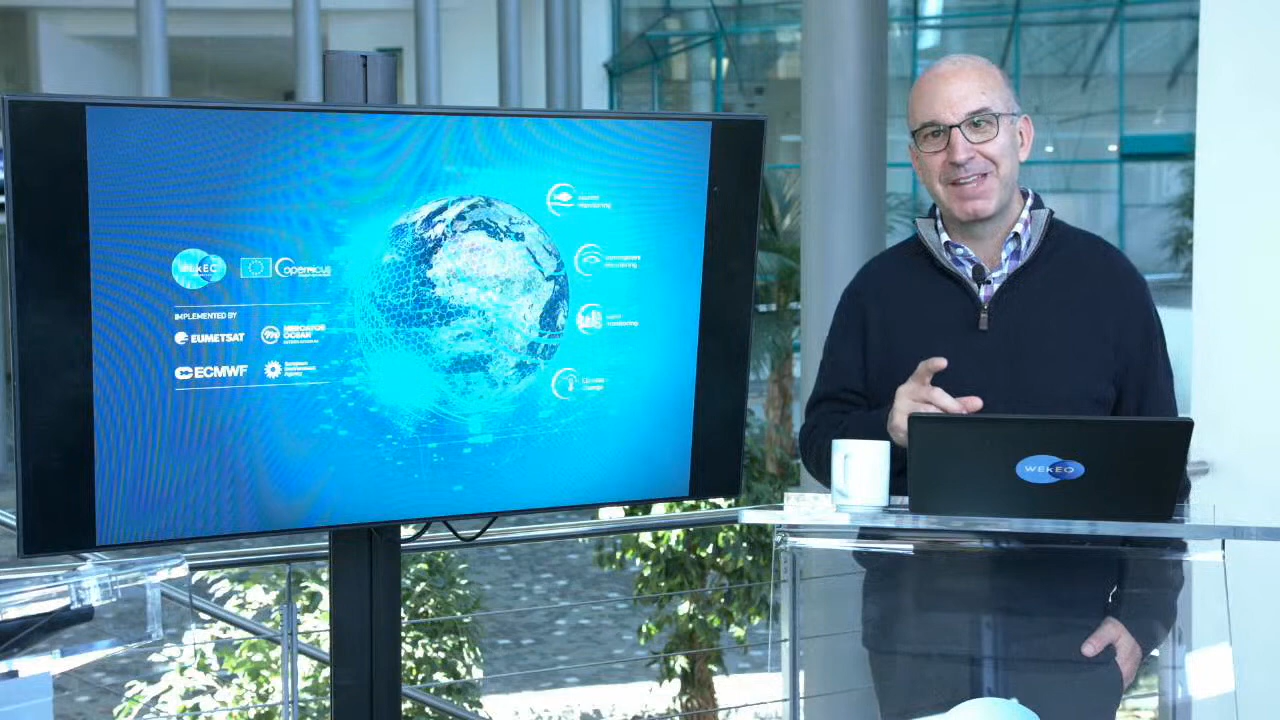 WEKEO
Copernicus
IMPLEMENTED BY
EUMETSAT
MERCATOR
OCEAN
ECMWF
European
Environment
Agency
Monitoring
Monitoring
Monitoring
Climate
Change
WEKEO